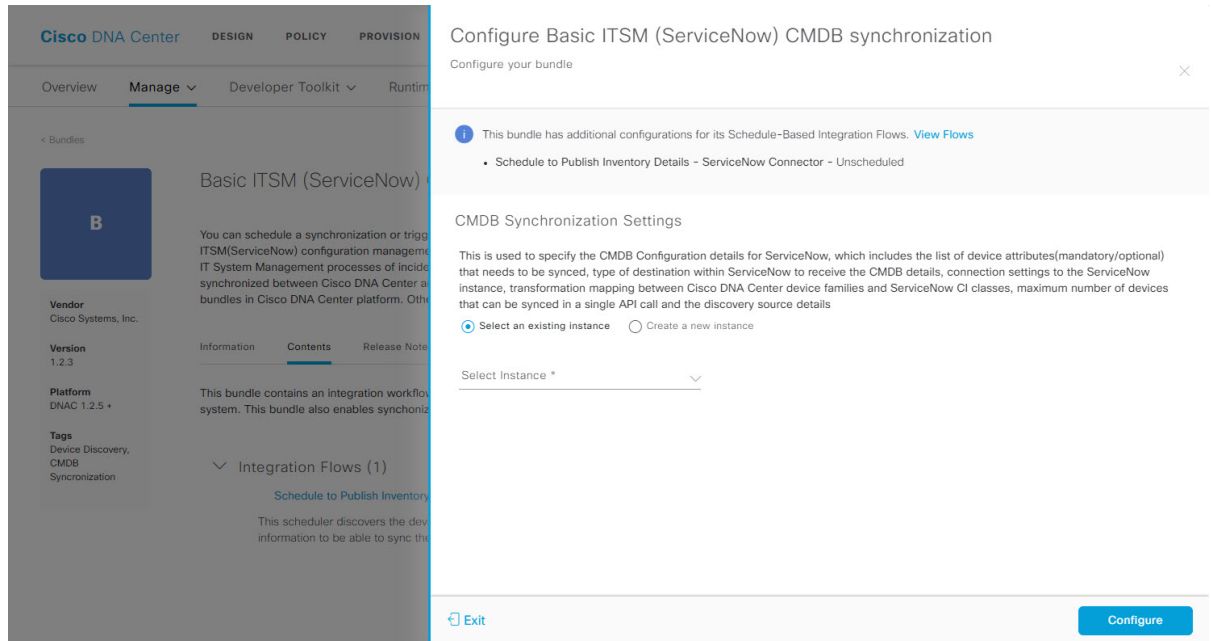 Cisco DNA Center
DESIGN POLICY PROVISION
Overview Manage Developer Toolkit
< Bundles
B
Vendor
Cisco Systems, Inc.
Version
1.2.3
Platform
DNAC 1.2.5 +
Tags
Device Discovery,
CMDB
Syncronization
Basic ITSM (ServiceNow)
You can schedule a synchronization or
ITSM(ServiceNow) configuration
IT System Management processes of
synchronized between Cisco DNA Center
bundles in Cisco DNA Center platform.
Information Contents Release
This bundle contains an integration
system. This bundle also enables
Integration Flows (1)
Schedule to Publish Inventory
This scheduler discovers the
information to be able to sync
Configure Basic ITSM (ServiceNow) CMDB synchronization
Configure your bundle
i This bundle has additional configurations for its Schedule-Based Integration Flows. View Flows
• Schedule to Publish Inventory Details - ServiceNow Connector - Unscheduled
CMDB Synchronization Settings
This is used to specify the CMDB Configuration details for ServiceNow, which includes the list of device attributes(mandatory/optional)
that needs to be synced, type of destination within ServiceNow to receive the CMDB details, connection settings to the ServiceNow
instance, transformation mapping between Cisco DNA Center device families and ServiceNow CI classes, maximum number of devices
that can be synced in a single API call and the discovery source details
Select an existing instance Create a new instance
Select Instance *
Exit
Configure